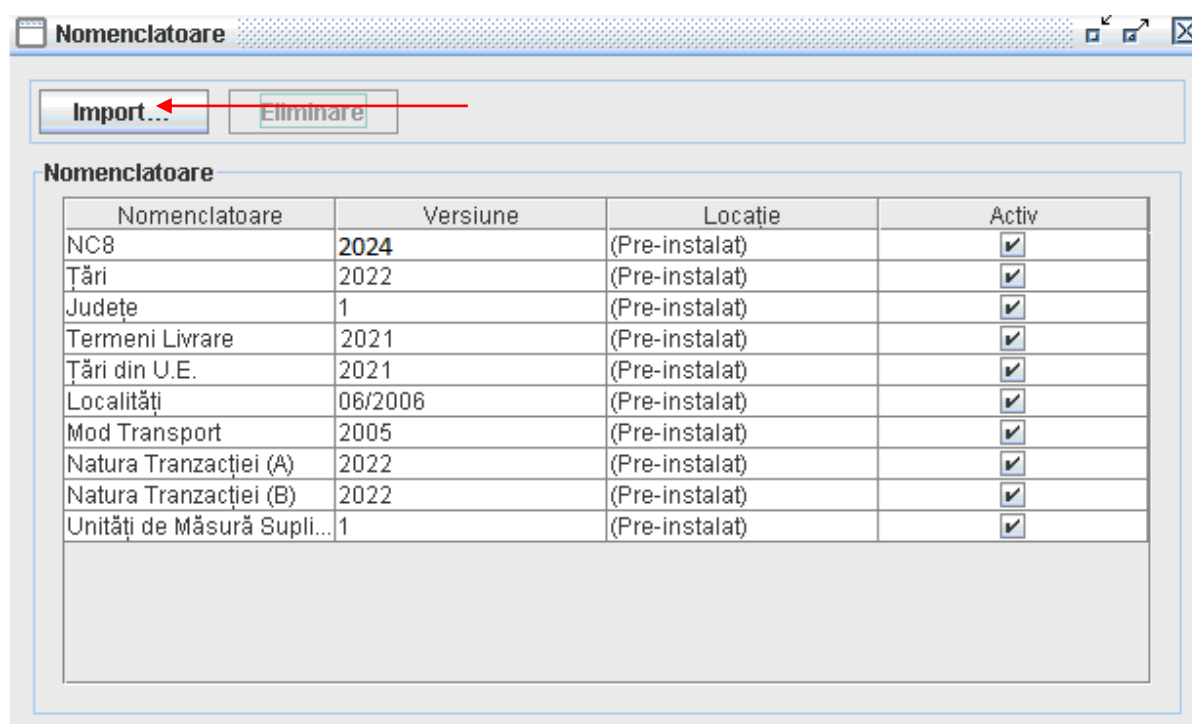 Nomenclatoare
Import... Eliminare
Nomenclatoare
Nomenclatoare Versiune Locație Activ
NC8 2024 (Pre-instalat)
Țări 2022 (Pre-instalat)
Județe 1 (Pre-instalat)
Termeni Livrare 2021 (Pre-instalat)
Țări din U.E. 2021 (Pre-instalat)
Localități 06/2006 (Pre-instalat)
Mod Transport 2005 (Pre-instalat)
Natura Tranzacției (A) 2022 (Pre-instalat)
Natura Tranzacției (B) 2022 (Pre-instalat)
Unități de Măsură Supli... 1 (Pre-instalat)